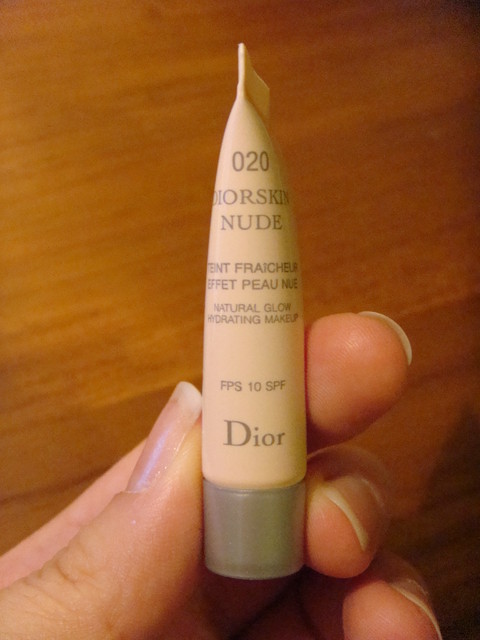 020
DIORSKIN
NUDE
TEINT FRAICHEUR
EFFET PEAU NUE
NATURAL GLOW
HYDRATING MAKEUP
FPS 10 SPF
Dior